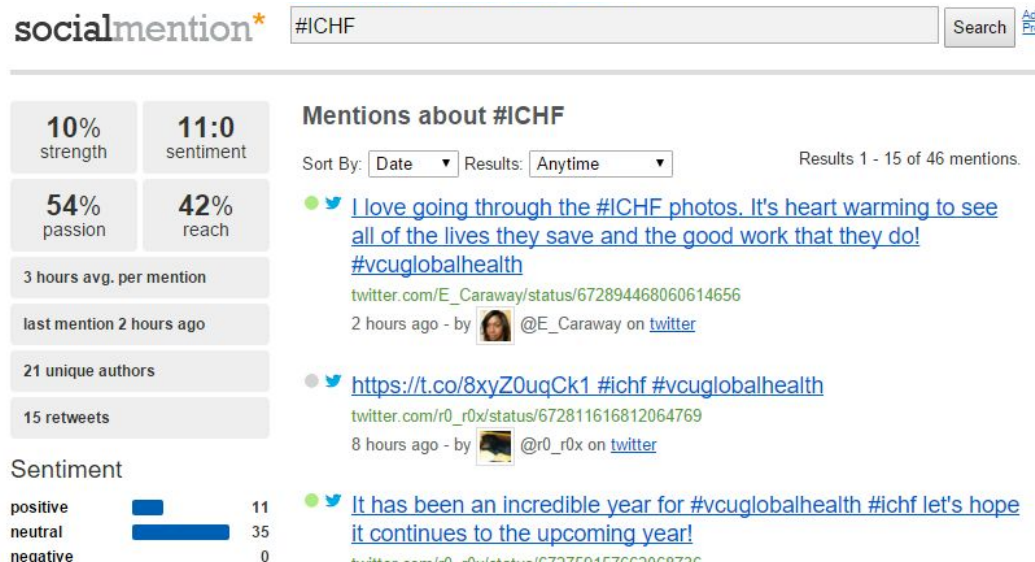 socialmention*
#ICHF
Search
10%
strength
11:0
sentiment
54%
passion
42%
reach
3 hours avg. per mention
last mention 2 hours ago
21 unique authors
15 retweets
Sentiment
positive 11
neutral 35
negative 0
Mentions about #ICHF
Sort By: Date Results: Anytime
Results 1 - 15 of 46 mentions.
I love going through the #ICHF photos. It's heart warming to see
all of the lives they save and the good work that they do!
#vcuglobalhealth
twitter.com/E_Caraway/status/672894468060614656
2 hours ago - by @E_Caraway on twitter
https://t.co/8xyZ0uqCk1 #ichf #vcuglobalhealth
twitter.com/r0_r0x/status/672811616812064769
8 hours ago - by @r0_r0x on twitter
It has been an incredible year for #vcuglobalhealth #ichf let's hope
it continues to the upcoming year!